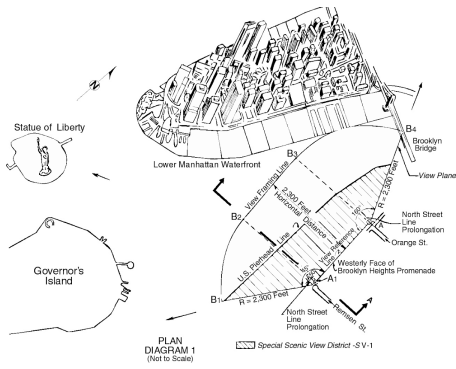 N
Statue of Liberty
Lower Manhattan Waterfront
B4
Brooklyn
Bridge
View Plane
B3
View Framing Line
2,300 Feet
Horizontal Distance
R = 2,300 Feet
B2
North Street
Line
Prolongation
A
Orange St.
U.S. Pierhead Line
View Reference
Line
Westerly Face of
Brooklyn Heights Promenade
Governor's
Island
B1
R = 2,300 Feet
A1
A
Remsen St.
North Street
Line
Prolongation
PLAN
DIAGRAM 1
(Not to Scale)
Special Scenic View District -S V-1